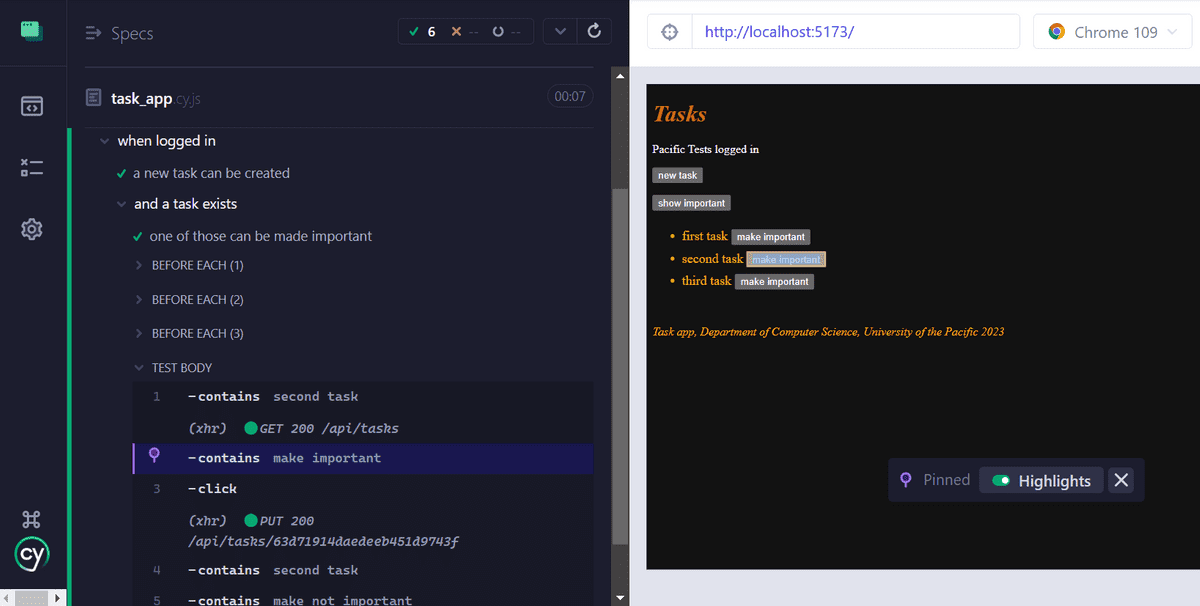 Specs
6 -- --
task_app.cy.js
00:07
when logged in
a new task can be created
and a task exists
one of those can be made important
BEFORE EACH (1)
BEFORE EACH (2)
BEFORE EACH (3)
TEST BODY
1 -contains second task
(xhr) GET 200 /api/tasks
-contains make important
3 -click
(xhr) PUT 200
/api/tasks/63d71914daedeeb451d9743f
4 -contains second task
5 -contains make not important
cy
http://localhost:5173/
Chrome 109
Tasks
Pacific Tests logged in
new task
show important
first task make important
second task make important
third task make important
Task app, Department of Computer Science, University of the Pacific 2023
Pinned Highlights